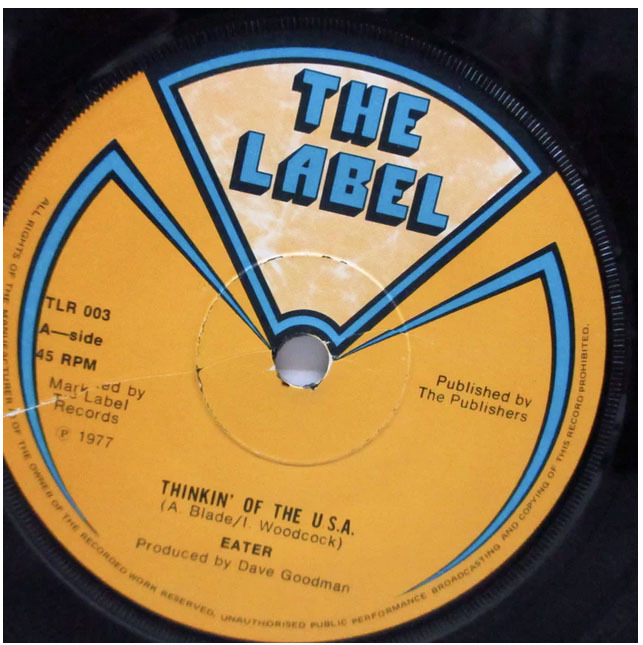 THE
LABEL
TLR 003
A—side
45 RPM
Mark ed by
Label
Records
℗ 1977
Published by
The Publishers
THINKIN' OF THE U S.A.
(A. Blade/I. Woodcock)
EATER
Produced by Dave Goodman
ALL RIGHTS OF THE MANUFACTURER OF THE OWNER OF THE RECORDED WORK RESERVED, UNAUTHORISED PUBLIC PERFORMANCE BROADCASTING AND COPYING OF THIS RECORD PROHIBITED.